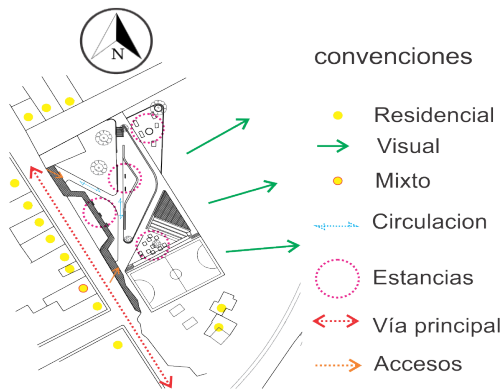 N
convenciones
Residencial
Visual
Mixto
Circulacion
Estancias
Vía principal
Accesos